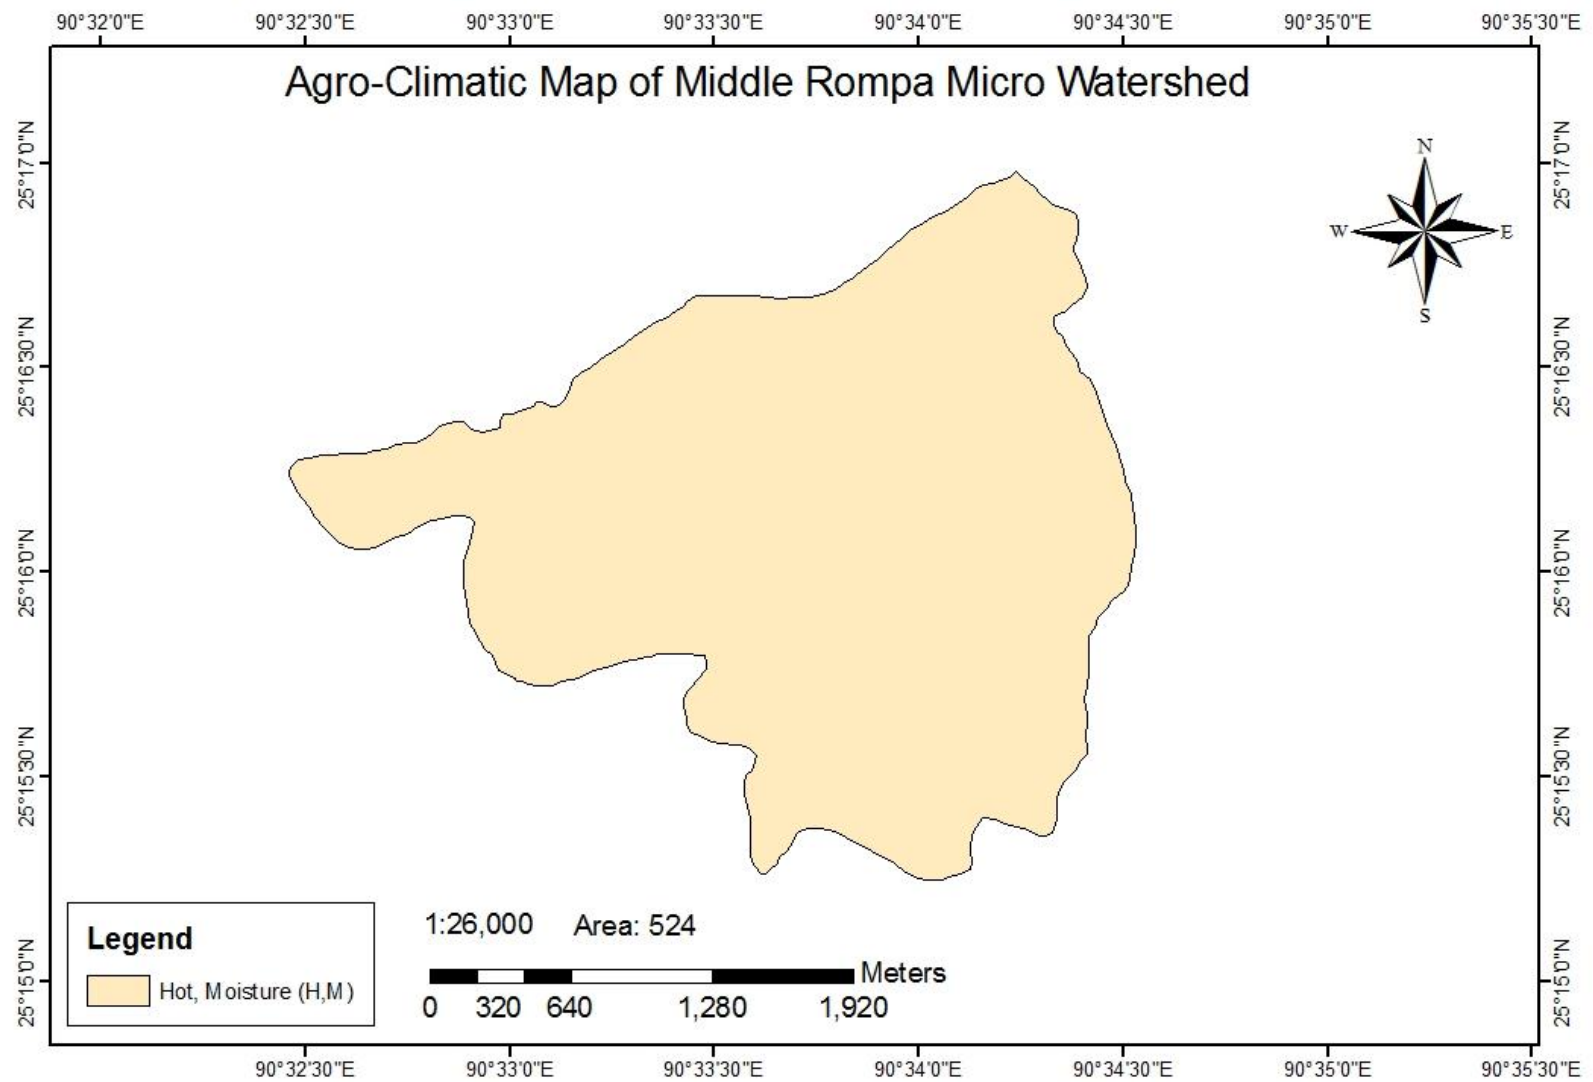 90°32'0"E 90°32'30"E 90°33'0"E 90°33'30"E 90°34'0"E 90°34'30"E 90°35'0"E 90°35'30"E
Agro-Climatic Map of Middle Rompa Micro Watershed
25°17'0"N
25°16'30"N
25°16'0"N
25°15'30"N
25°15'0"N
N
W E
S
25°17'0"N
25°16'30"N
25°16'0"N
25°15'30"N
25°15'0"N
Legend
Hot, Moisture (H,M)
1:26,000 Area: 524
Meters
0 320 640 1,280 1,920
90°32'30"E 90°33'0"E 90°33'30"E 90°34'0"E 90°34'30"E 90°35'0"E 90°35'30"E